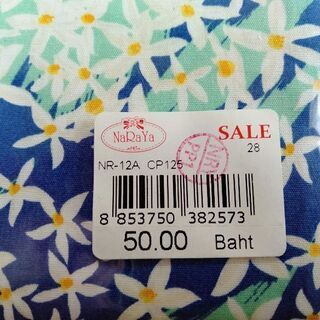 NaRaYa
SALE
28
NR-12A CP125
8 853750 382573
50.00 Baht